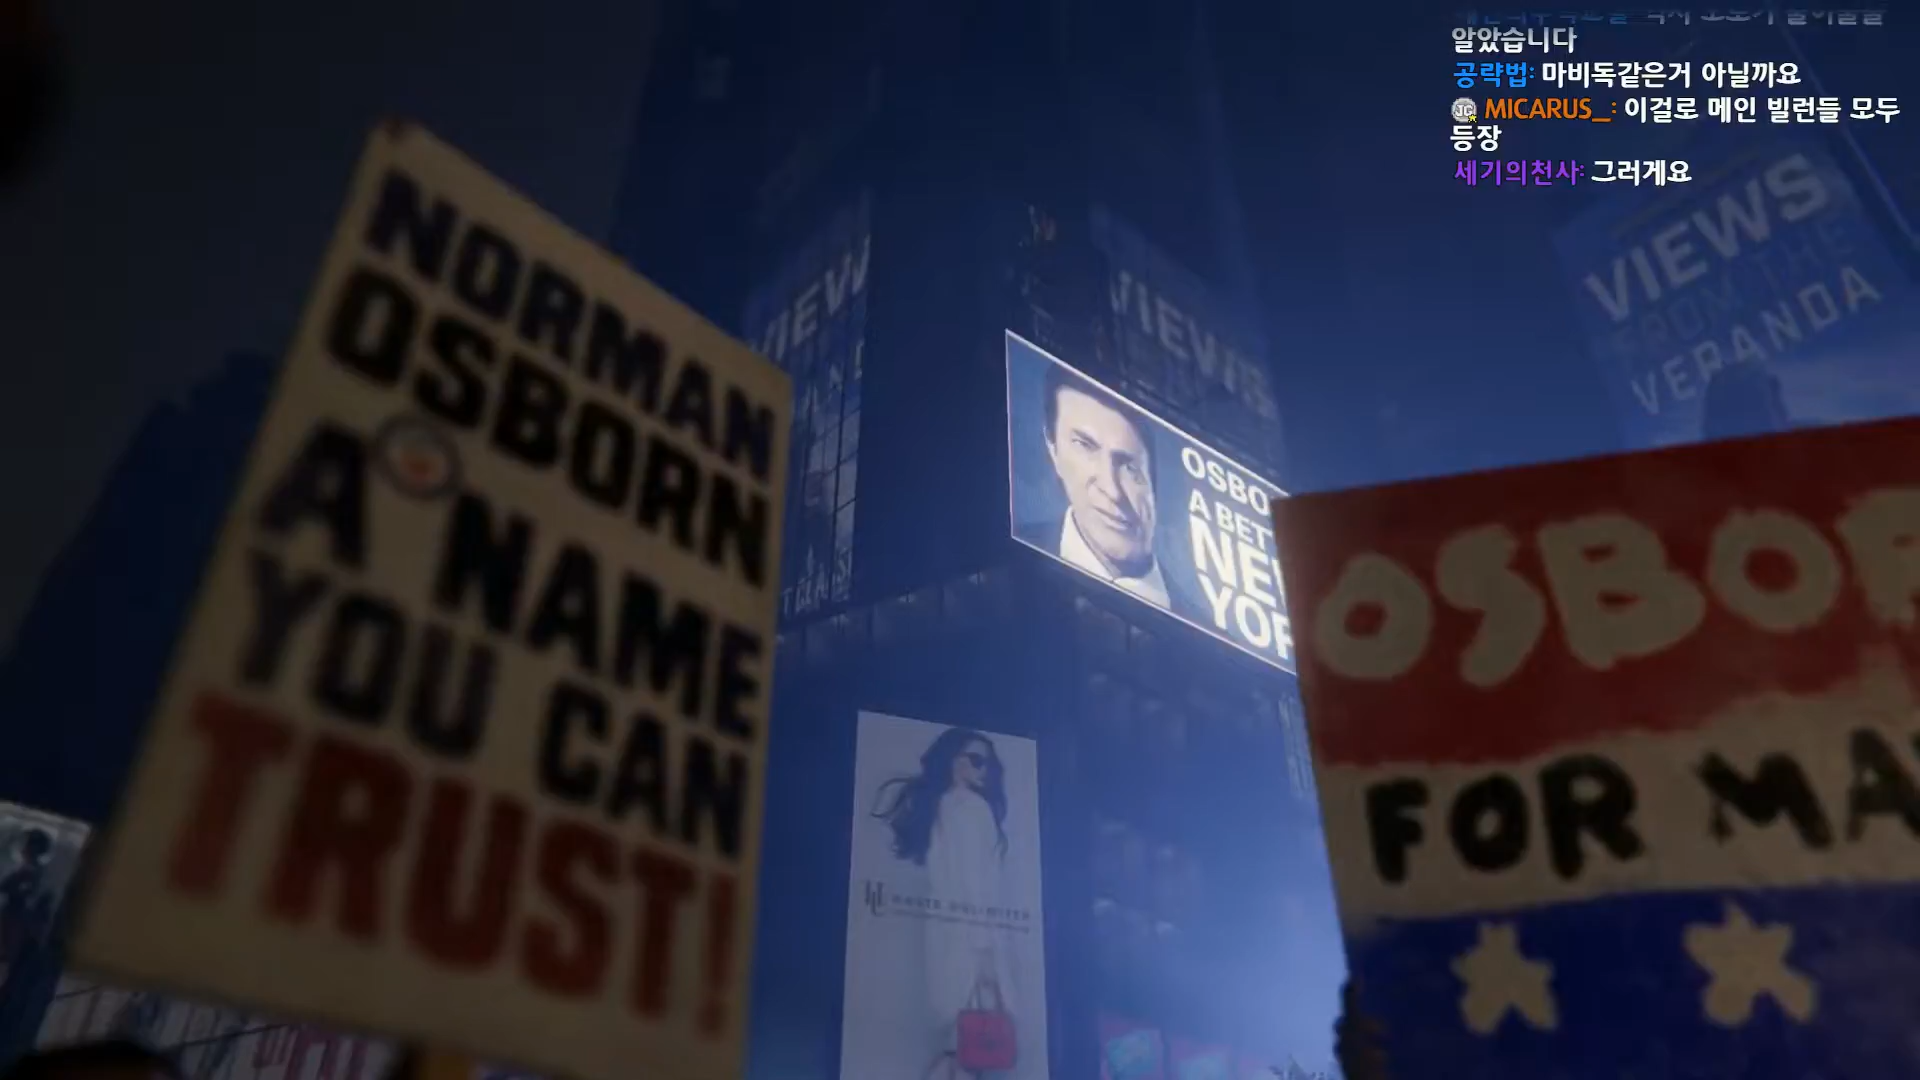 알았습니다
공략법: 마비독같은거 아닐까요
MICARUS_: 이걸로 메인 빌런들 모두
등장
세기의천사: 그러게요
VIEWS
FROM THE
VERANDA
VIEW
VIEWS
NORMAN
OSBORN
A NAME
YOU CAN
TRUST!
OSBO
A BET
NEW
YOR
OSBOR
FOR MA